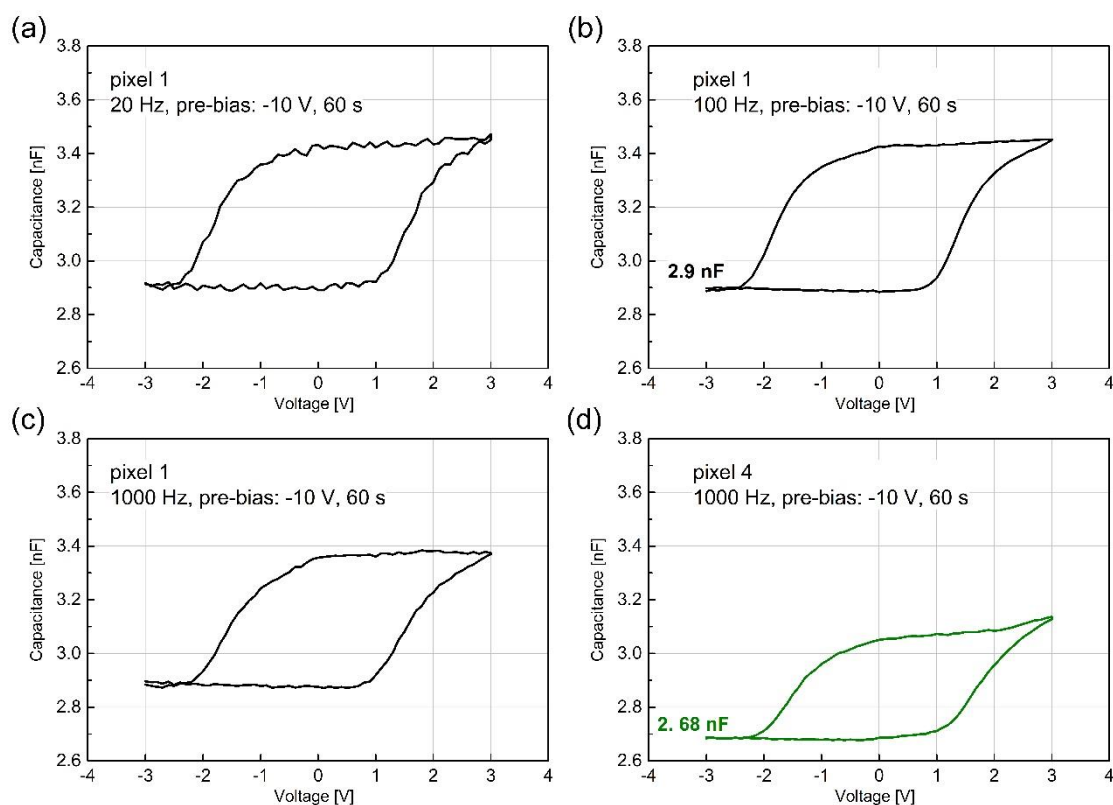 (a)
3.8
3.6
3.4
3.2
3.0
2.8
2.6
Capacitance [nF]
pixel 1
20 Hz, pre-bias: -10 V, 60 s
-4 -3 -2 -1 0 1 2 3 4
Voltage [V]
(b)
3.8
3.6
3.4
3.2
3.0
2.8
2.6
Capacitance [nF]
pixel 1
100 Hz, pre-bias: -10 V, 60 s
2.9 nF
-4 -3 -2 -1 0 1 2 3 4
Voltage [V]
(c)
3.8
3.6
3.4
3.2
3.0
2.8
2.6
Capacitance [nF]
pixel 1
1000 Hz, pre-bias: -10 V, 60 s
-4 -3 -2 -1 0 1 2 3 4
Voltage [V]
(d)
3.8
3.6
3.4
3.2
3.0
2.8
2.6
Capacitance [nF]
pixel 4
1000 Hz, pre-bias: -10 V, 60 s
2. 68 nF
-4 -3 -2 -1 0 1 2 3 4
Voltage [V]